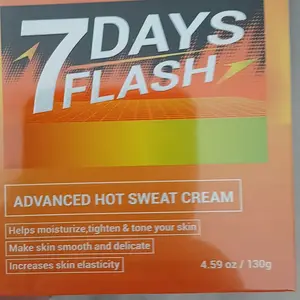 7 DAYS
FLASH
ADVANCED HOT SWEAT CREAM
Helps moisturize,tighten & tone your skin
Make skin smooth and delicate
Increases skin elasticity
4.59 oz / 130g